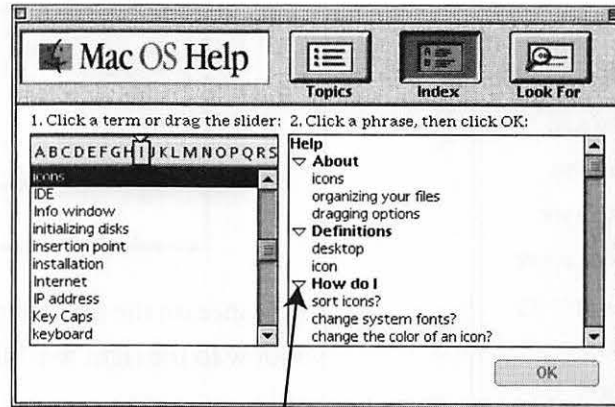 Mac OS Help
Topics
Index
Look For
1. Click a term or drag the slider:
2. Click a phrase, then click OK:
ABCDEFGHIJKLMNOPQRS
icons
IDE
Info window
initializing disks
insertion point
installation
Internet
IP address
Key Caps
keyboard
Help
About
icons
organizing your files
dragging options
Definitions
desktop
icon
How do I
sort icons?
change system fonts?
change the color of an icon?
OK